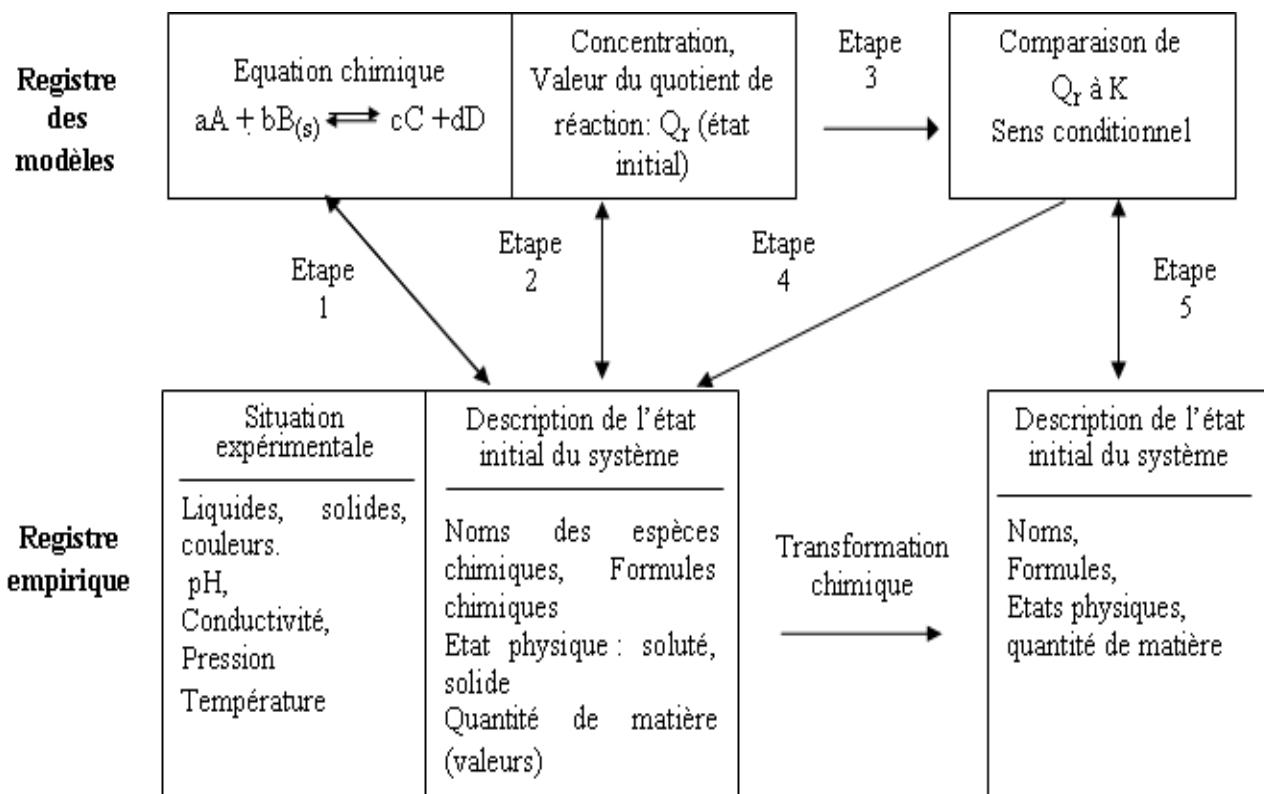 Registre
des
modèles
Equation chimique
aA + bB(s) ⇌ cC +dD
Concentration,
Valeur du quotient de
réaction: Qr (état
initial)
Etape
3
Comparaison de
Qr à K
Sens conditionnel
Etape
1
Etape
2
Etape
4
Etape
5
Registre
empirique
Situation
expérimentale
Liquides, solides,
couleurs.
pH,
Conductivité,
Pression
Température
Description de l’état
initial du système
Noms des espèces
chimiques, Formules
chimiques
Etat physique : soluté,
solide
Quantité de matière
(valeurs)
Transformation
chimique
Description de l’état
initial du système
Noms,
Formules,
Etats physiques,
quantité de matière